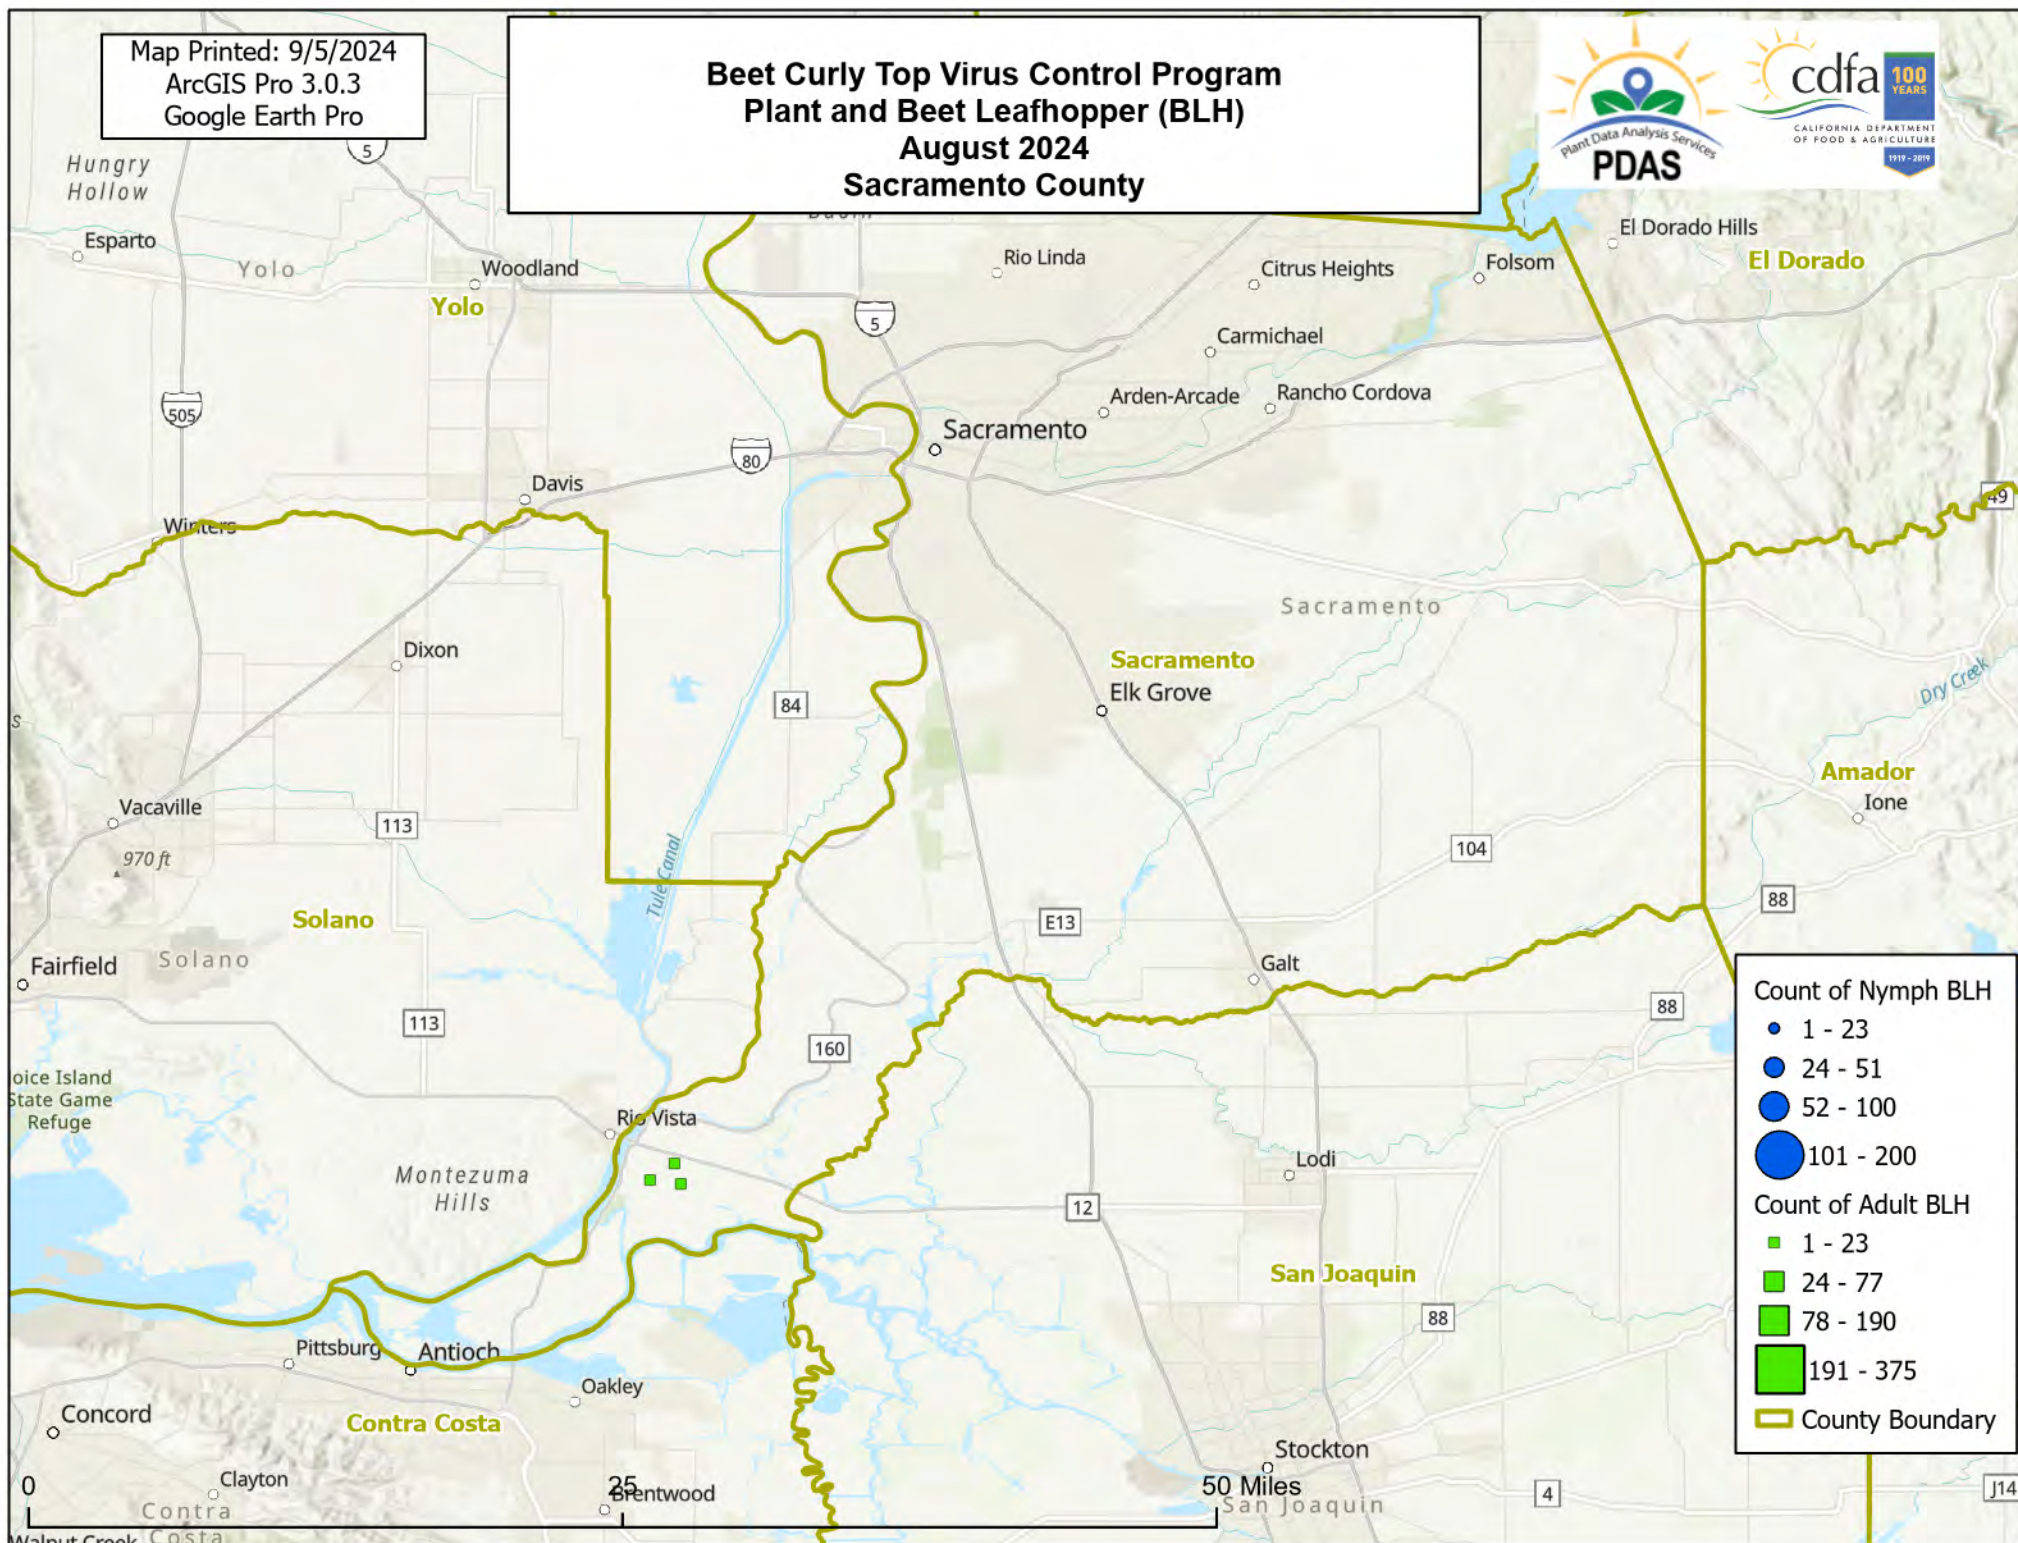 Map Printed: 9/5/2024
ArcGIS Pro 3.0.3
Google Earth Pro
Beet Curly Top Virus Control Program
Plant and Beet Leafhopper (BLH)
August 2024
Sacramento County
Plant Data Analysis Services
PDAS
cdfa
100
YEARS
CALIFORNIA DEPARTMENT
OF FOOD & AGRICULTURE
1919 - 2019
5
Hungry
Hollow
Esparto
Yolo
Woodland
Yolo
Rio Linda
Citrus Heights
Folsom
El Dorado Hills
El Dorado
5
Carmichael
505
Arden-Arcade
Rancho Cordova
Sacramento
80
Davis
49
Winters
Sacramento
Dixon
Sacramento
Elk Grove
Dry Creek
84
Vacaville
113
970 ft
Tule Canal
104
Amador
Ione
88
Solano
E13
Solano
Fairfield
Galt
88
113
160
oice Island
State Game
Refuge
Rio Vista
Montezuma
Hills
Lodi
12
San Joaquin
88
Pittsburg
Antioch
Oakley
Concord
Contra Costa
Stockton
Clayton
Brentwood
San Joaquin
4
J14
Contra
Costa
Walnut Creek
0
25
50 Miles
Count of Nymph BLH
1 - 23
24 - 51
52 - 100
101 - 200
Count of Adult BLH
1 - 23
24 - 77
78 - 190
191 - 375
County Boundary